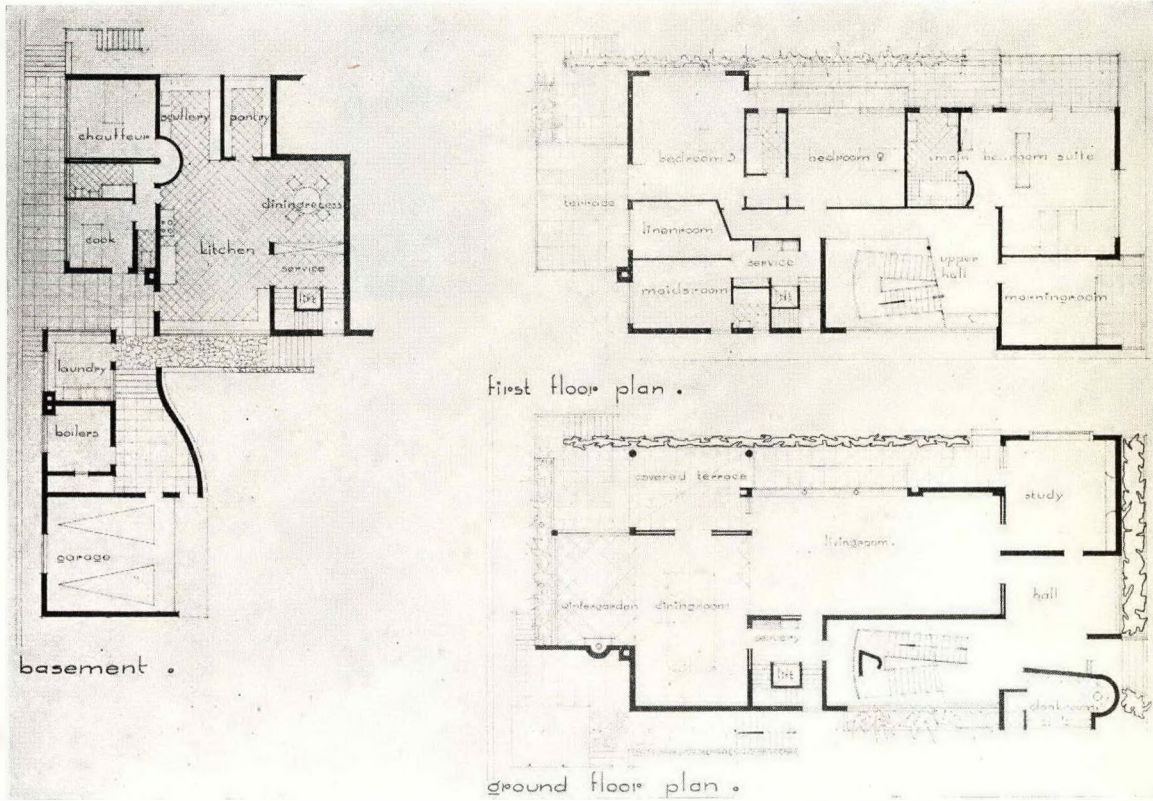 chauffeur
scullery
pantry
diningrecess
cook
kitchen
service
lift
laundry
boilers
garage
basement .
bedroom 3
bedroom 2
main bedroom suite
terrace
linenroom
service
upper
hall
maidsroom
lift
morningroom
first floor plan .
covered terrace
study
livingroom.
wintergarden
diningroom
hall
servery
lift
cloakroom
ground floor plan .